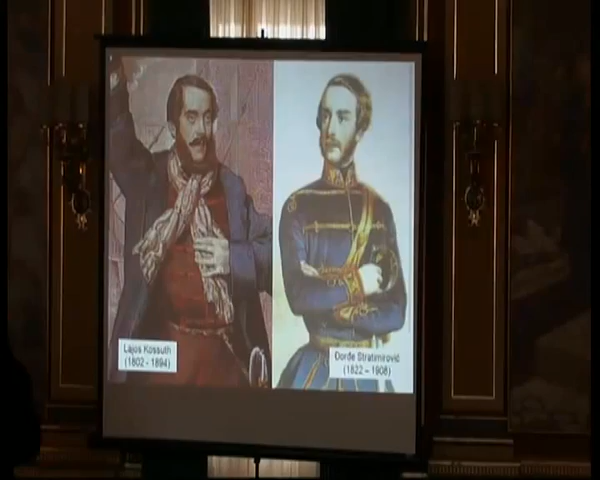 Lajos Kossuth
(1802 - 1894)
Đorđe Stratimirović
(1822 – 1908)